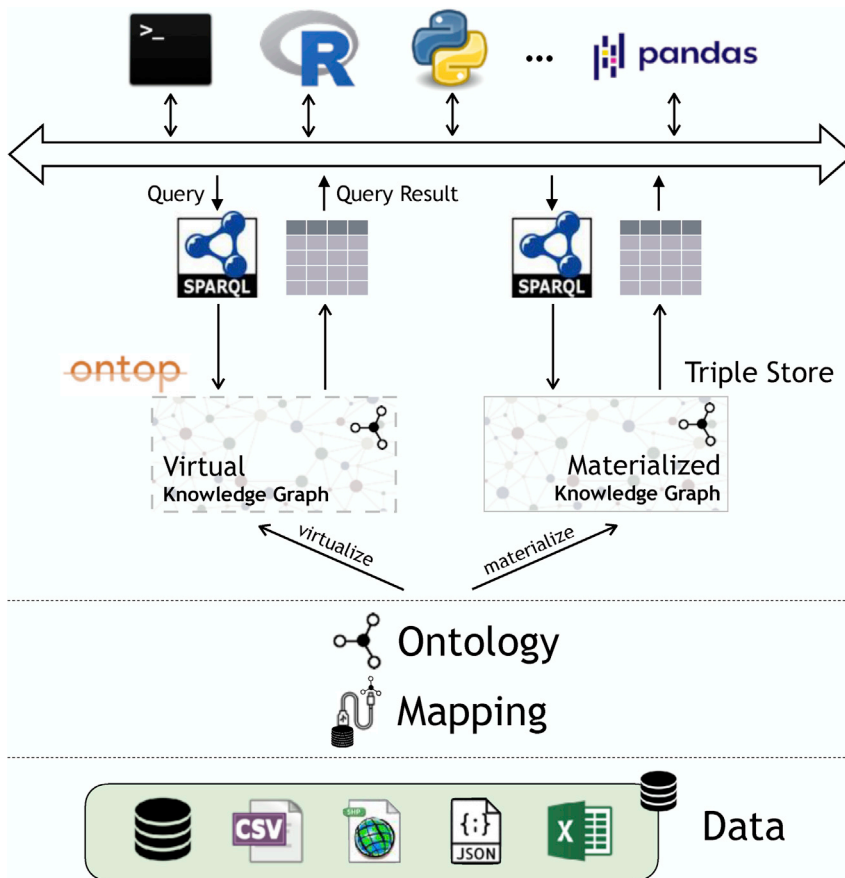 >_
R
...
pandas
Query
Query Result
SPARQL
SPARQL
ontop
Triple Store
Virtual
Knowledge Graph
Materialized
Knowledge Graph
virtualize
materialize
Ontology
Mapping
Data
CSV
SHP
{;}
JSON
X